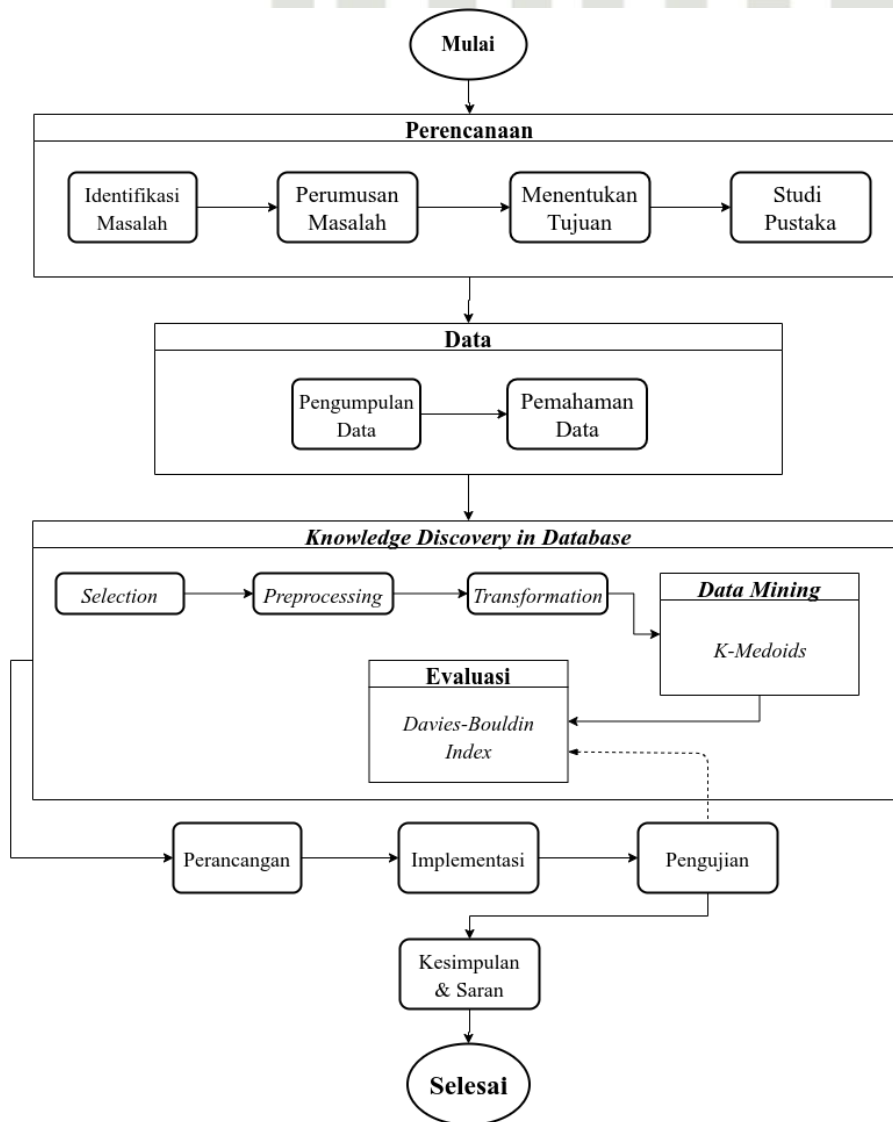 Mulai
Perencanaan
Identifikasi
Masalah
Perumusan
Masalah
Menentukan
Tujuan
Studi
Pustaka
Data
Pengumpulan
Data
Pemahaman
Data
Knowledge Discovery in Database
Selection
Preprocessing
Transformation
Data Mining
K-Medoids
Evaluasi
Davies-Bouldin
Index
Perancangan
Implementasi
Pengujian
Kesimpulan
& Saran
Selesai